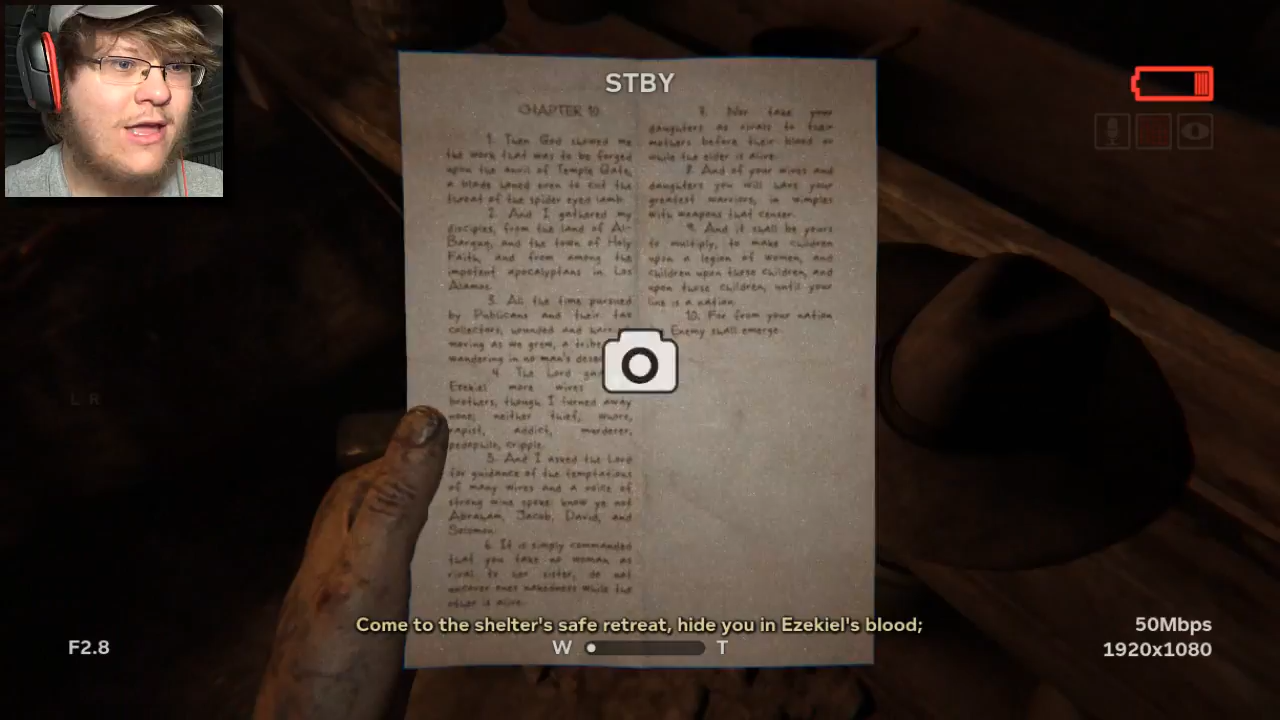 STBY
CHAPTER 10
1. Then God showed me
the work that was to be forged
upon the anvil of Temple Gate,
a blade honed even to cut the
throat of the spider eyed lamb.
2. And I gathered my
disciples, from the land of Al-
Barquq, and the town of Holy
Faith, and from among the
impotent apocalyptans in Los
Alamos.
3. All the time pursued
by Publicans and their tax
collectors, wounded and
moving as we grew, a tribe
wandering in no man's
4. The Lord
Ezekiel more wives
brothers, though I turned away
none; neither thief, whore,
rapist, addict, murderer,
pedophile, cripple.
5. And I asked the Lord
for guidance of the temptations
of many wives and a voice of
strong wind spoke: know ye not
Abraham, Jacob, David, and
Solomon.
6. It is simply commanded
that you take no woman as
rival to her sister, do not
uncover ones nakedness while the
other is alive.
Nor take your
daughters as rivals to their
mothers before their blood or
while the elder is alive.
8. And of your wives and
daughters you will have your
greatest warriors, in wimples
with weapons that censer.
9. And it shall be yours
to multiply, to make children
upon a legion of women, and
children upon those children, and
upon those children, until your
line is a nation.
10. For from your nation
Enemy shall emerge.
L R
Come to the shelter's safe retreat, hide you in Ezekiel's blood;
F2.8
W T
50Mbps
1920x1080